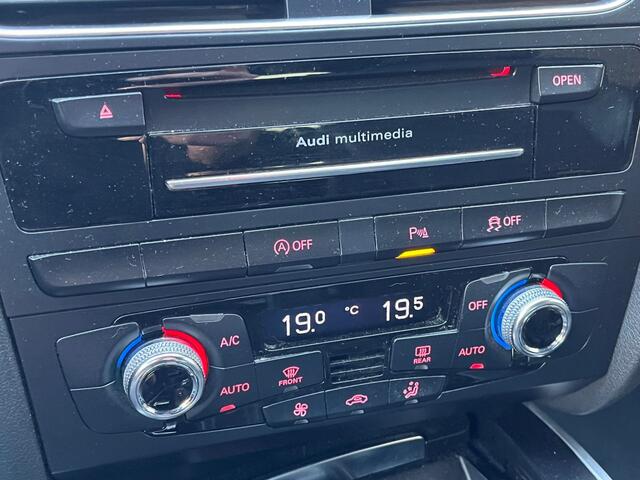 OPEN
Audi multimedia
A OFF
P
OFF
A/C
19.0 °C 19.5
OFF
AUTO
FRONT
REAR
AUTO